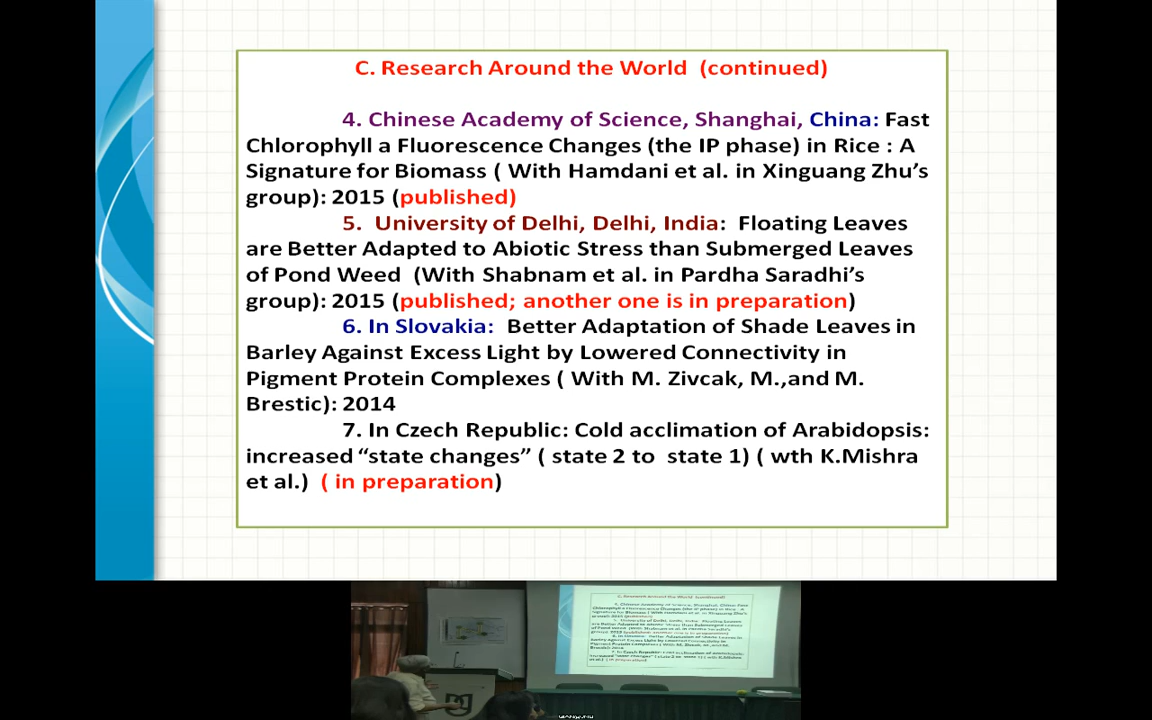 C. Research Around the World (continued)
4. Chinese Academy of Science, Shanghai, China: Fast
Chlorophyll a Fluorescence Changes (the IP phase) in Rice : A
Signature for Biomass ( With Hamdani et al. in Xinguang Zhu's
group): 2015 (published)
5. University of Delhi, Delhi, India: Floating Leaves
are Better Adapted to Abiotic Stress than Submerged Leaves
of Pond Weed (With Shabnam et al. in Pardha Saradhi's
group): 2015 (published; another one is in preparation)
6. In Slovakia: Better Adaptation of Shade Leaves in
Barley Against Excess Light by Lowered Connectivity in
Pigment Protein Complexes ( With M. Zivcak, M.,and M.
Brestic): 2014
7. In Czech Republic: Cold acclimation of Arabidopsis:
increased "state changes" ( state 2 to state 1) ( wth K.Mishra
et al.) ( in preparation)